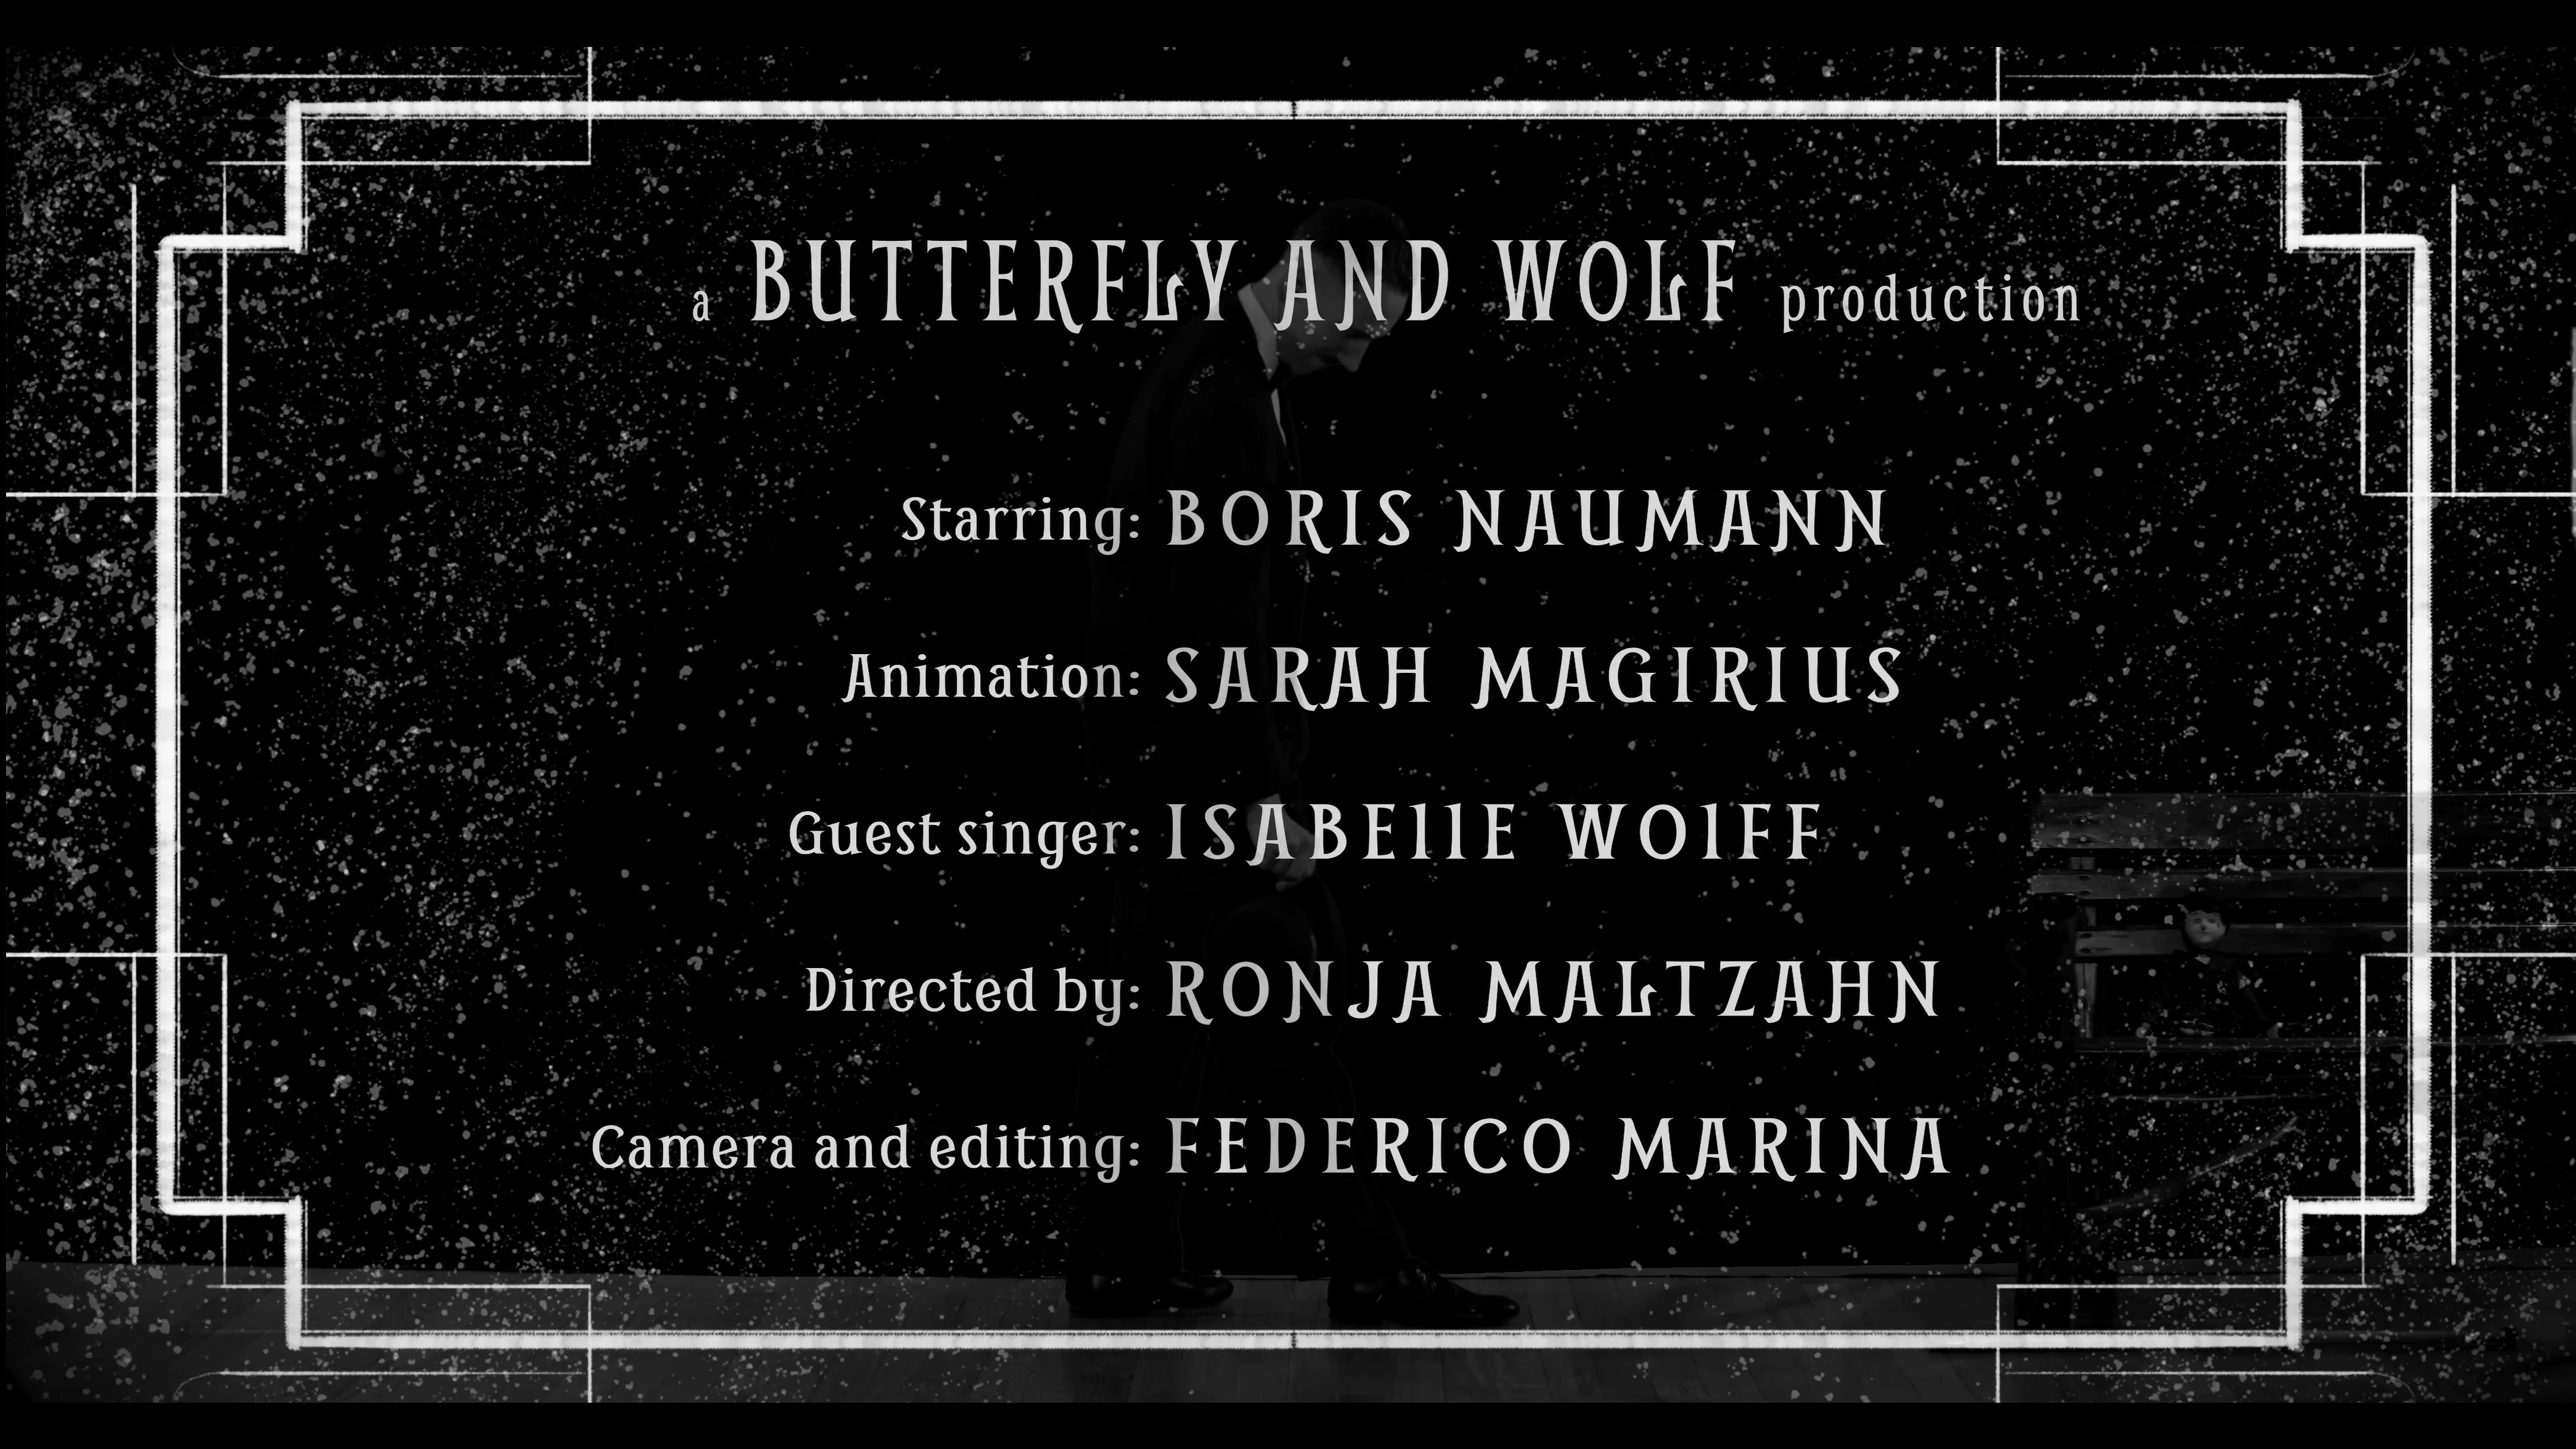 a BUTTERFLY AND WOLF production
Starring: BORIS NAUMANN
Animation: SARAH MAGIRIUS
Guest singer: ISABEllE WOlFF
Directed by: RONJA MALTZAHN
Camera and editing: FEDERICO MARINA